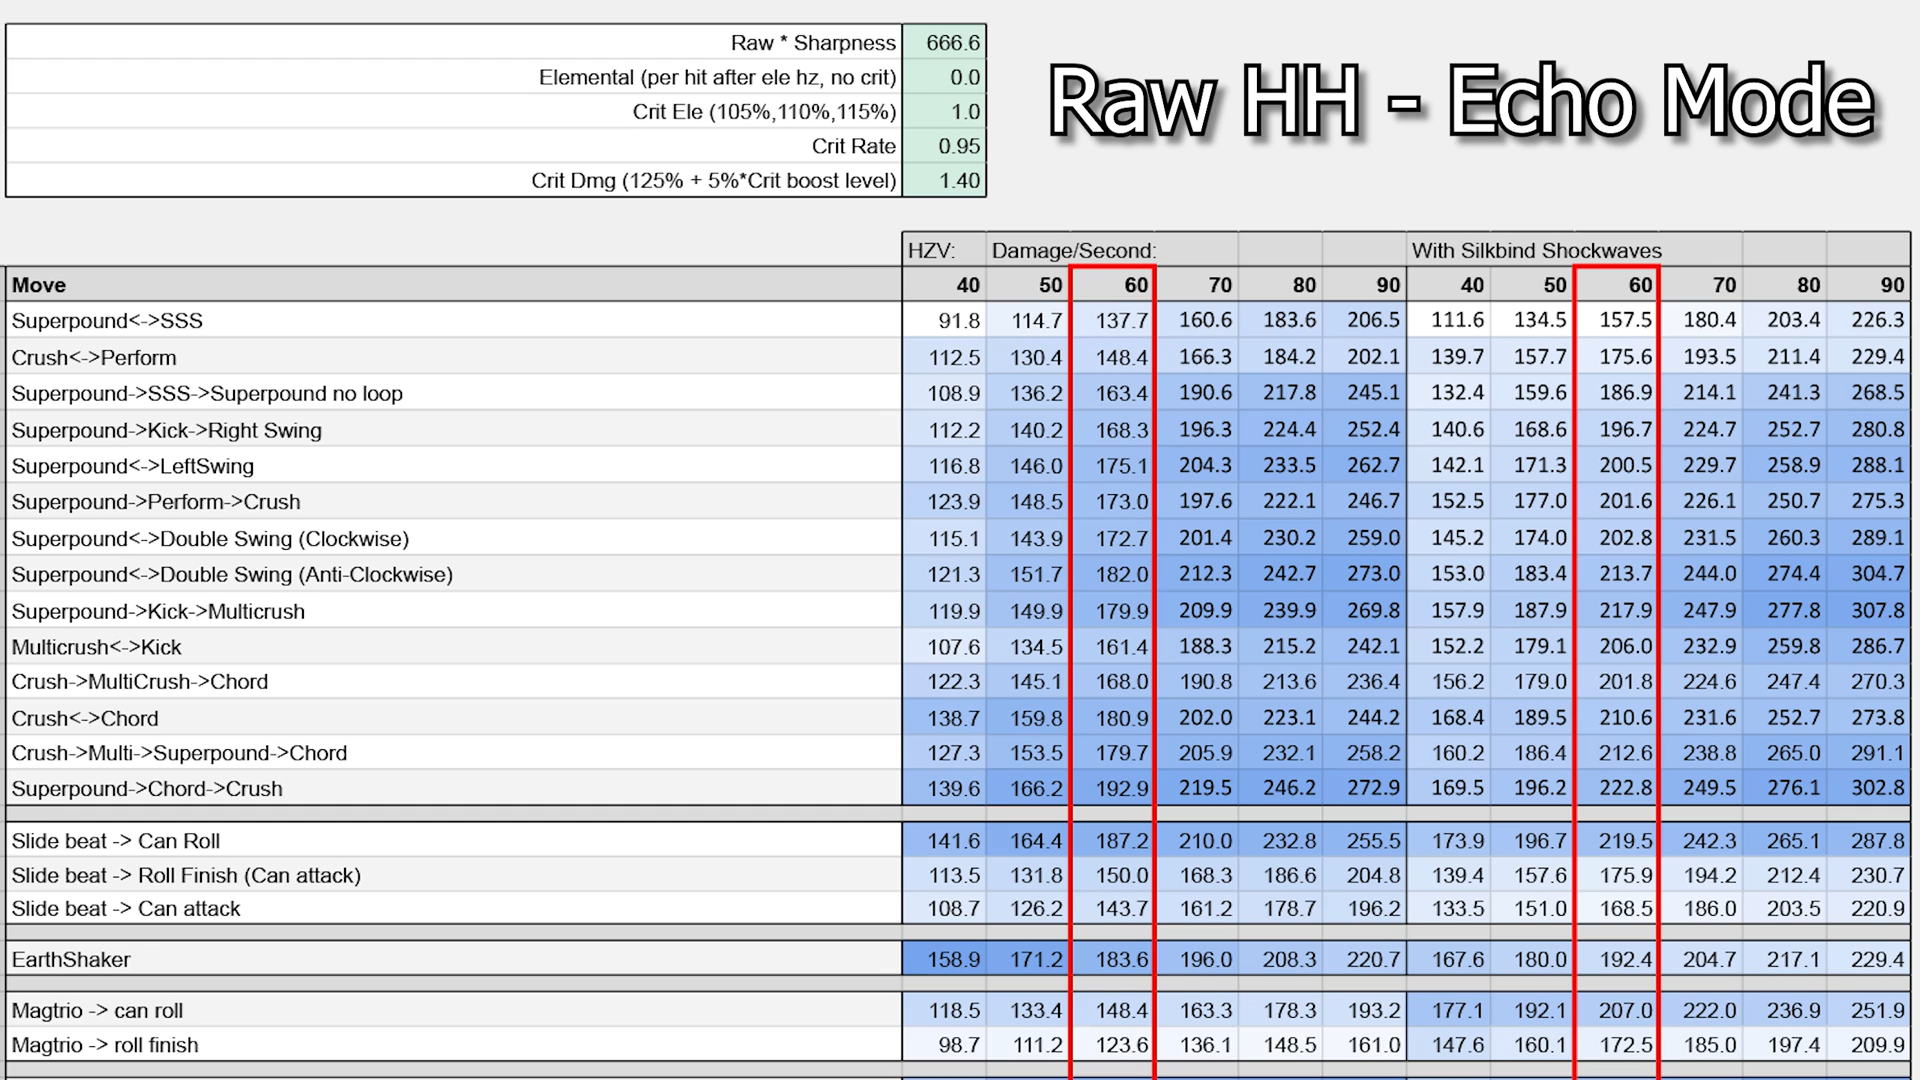 Raw * Sharpness 666.6
Elemental (per hit after ele hz, no crit) 0.0
Crit Ele (105%,110%,115%) 1.0
Crit Rate 0.95
Crit Dmg (125% + 5%*Crit boost level) 1.40
Raw HH - Echo Mode
HZV: Damage/Second: With Silkbind Shockwaves
Move 40 50 60 70 80 90 40 50 60 70 80 90
Superpound<->SSS 91.8 114.7 137.7 160.6 183.6 206.5 111.6 134.5 157.5 180.4 203.4 226.3
Crush<->Perform 112.5 130.4 148.4 166.3 184.2 202.1 139.7 157.7 175.6 193.5 211.4 229.4
Superpound->SSS->Superpound no loop 108.9 136.2 163.4 190.6 217.8 245.1 132.4 159.6 186.9 214.1 241.3 268.5
Superpound->Kick->Right Swing 112.2 140.2 168.3 196.3 224.4 252.4 140.6 168.6 196.7 224.7 252.7 280.8
Superpound<->LeftSwing 116.8 146.0 175.1 204.3 233.5 262.7 142.1 171.3 200.5 229.7 258.9 288.1
Superpound->Perform->Crush 123.9 148.5 173.0 197.6 222.1 246.7 152.5 177.0 201.6 226.1 250.7 275.3
Superpound<->Double Swing (Clockwise) 115.1 143.9 172.7 201.4 230.2 259.0 145.2 174.0 202.8 231.5 260.3 289.1
Superpound<->Double Swing (Anti-Clockwise) 121.3 151.7 182.0 212.3 242.7 273.0 153.0 183.4 213.7 244.0 274.4 304.7
Superpound->Kick->Multicrush 119.9 149.9 179.9 209.9 239.9 269.8 157.9 187.9 217.9 247.9 277.8 307.8
Multicrush<->Kick 107.6 134.5 161.4 188.3 215.2 242.1 152.2 179.1 206.0 232.9 259.8 286.7
Crush->MultiCrush->Chord 122.3 145.1 168.0 190.8 213.6 236.4 156.2 179.0 201.8 224.6 247.4 270.3
Crush<->Chord 138.7 159.8 180.9 202.0 223.1 244.2 168.4 189.5 210.6 231.6 252.7 273.8
Crush->Multi->Superpound->Chord 127.3 153.5 179.7 205.9 232.1 258.2 160.2 186.4 212.6 238.8 265.0 291.1
Superpound->Chord->Crush 139.6 166.2 192.9 219.5 246.2 272.9 169.5 196.2 222.8 249.5 276.1 302.8
Slide beat -> Can Roll 141.6 164.4 187.2 210.0 232.8 255.5 173.9 196.7 219.5 242.3 265.1 287.8
Slide beat -> Roll Finish (Can attack) 113.5 131.8 150.0 168.3 186.6 204.8 139.4 157.6 175.9 194.2 212.4 230.7
Slide beat -> Can attack 108.7 126.2 143.7 161.2 178.7 196.2 133.5 151.0 168.5 186.0 203.5 220.9
EarthShaker 158.9 171.2 183.6 196.0 208.3 220.7 167.6 180.0 192.4 204.7 217.1 229.4
Magtrio -> can roll 118.5 133.4 148.4 163.3 178.3 193.2 177.1 192.1 207.0 222.0 236.9 251.9
Magtrio -> roll finish 98.7 111.2 123.6 136.1 148.5 161.0 147.6 160.1 172.5 185.0 197.4 209.9